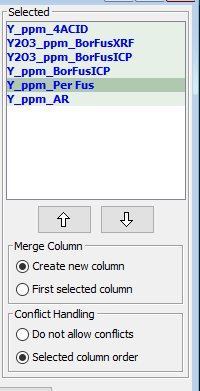 Selected
Y_ppm_4ACID
Y2O3_ppm_BorFusXRF
Y2O3_ppm_BorFusICP
Y_ppm_BorFusICP
Y_ppm_Per Fus
Y_ppm_AR
Merge Column
Create new column
First selected column
Conflict Handling
Do not allow conflicts
Selected column order